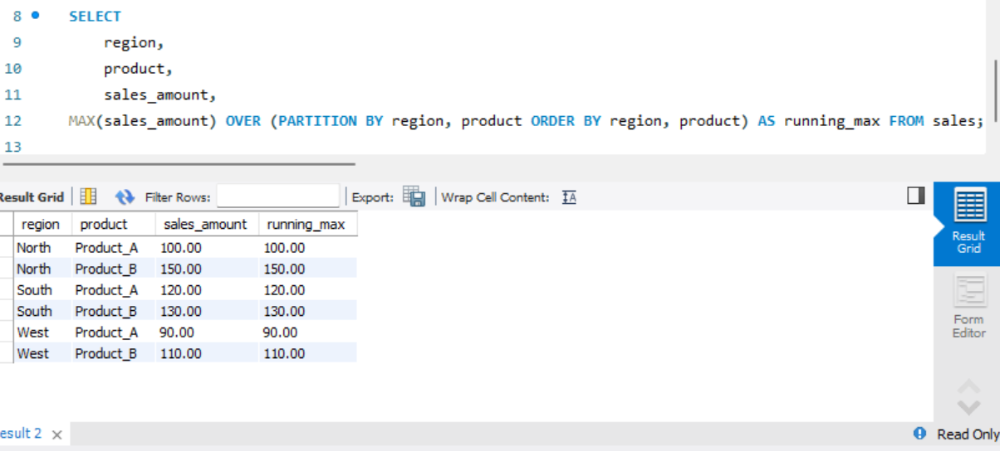 8 SELECT
9 region,
10 product,
11 sales_amount,
12 MAX(sales_amount) OVER (PARTITION BY region, product ORDER BY region, product) AS running_max FROM sales;
13
Result Grid Filter Rows: Export: Wrap Cell Content: IA
region product sales_amount running_max
North Product_A 100.00 100.00
North Product_B 150.00 150.00
South Product_A 120.00 120.00
South Product_B 130.00 130.00
West Product_A 90.00 90.00
West Product_B 110.00 110.00
Result
Grid
Form
Editor
esult 2 ×
Read Only